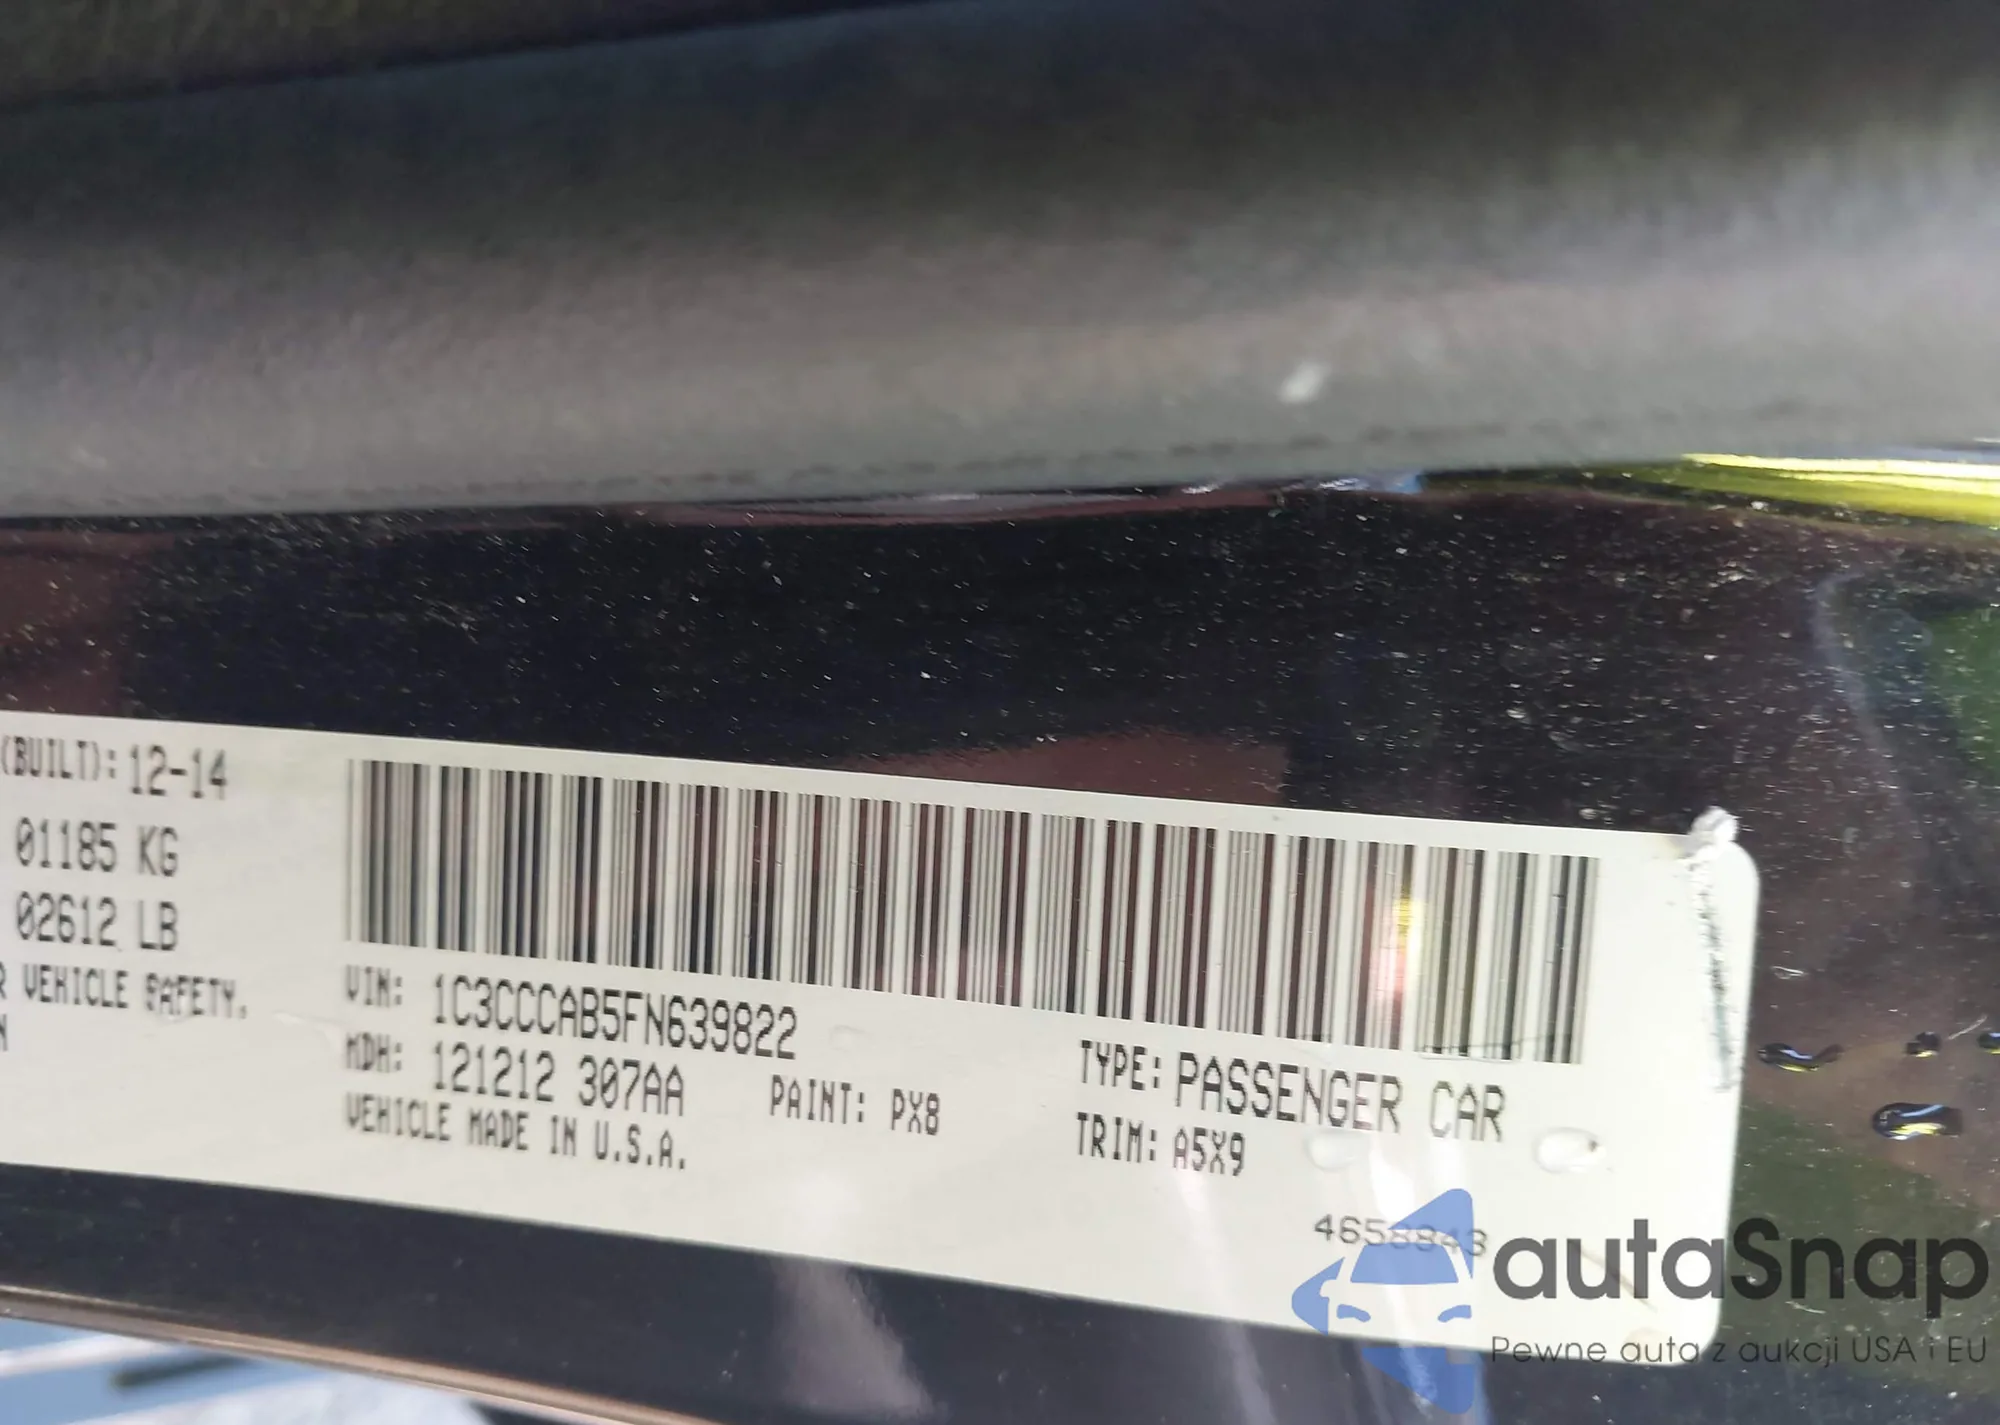 (BUILT): 12-14
01185 KG
02612 LB
R VEHICLE SAFETY.
N
VIN: 1C3CCCAB5FN639822
MDH: 121212 307AA
PAINT: PX8
VEHICLE MADE IN U.S.A.
TYPE: PASSENGER CAR
TRIM: A5X9
4658843
autaSnap
Pewne auta z aukcji USA i EU